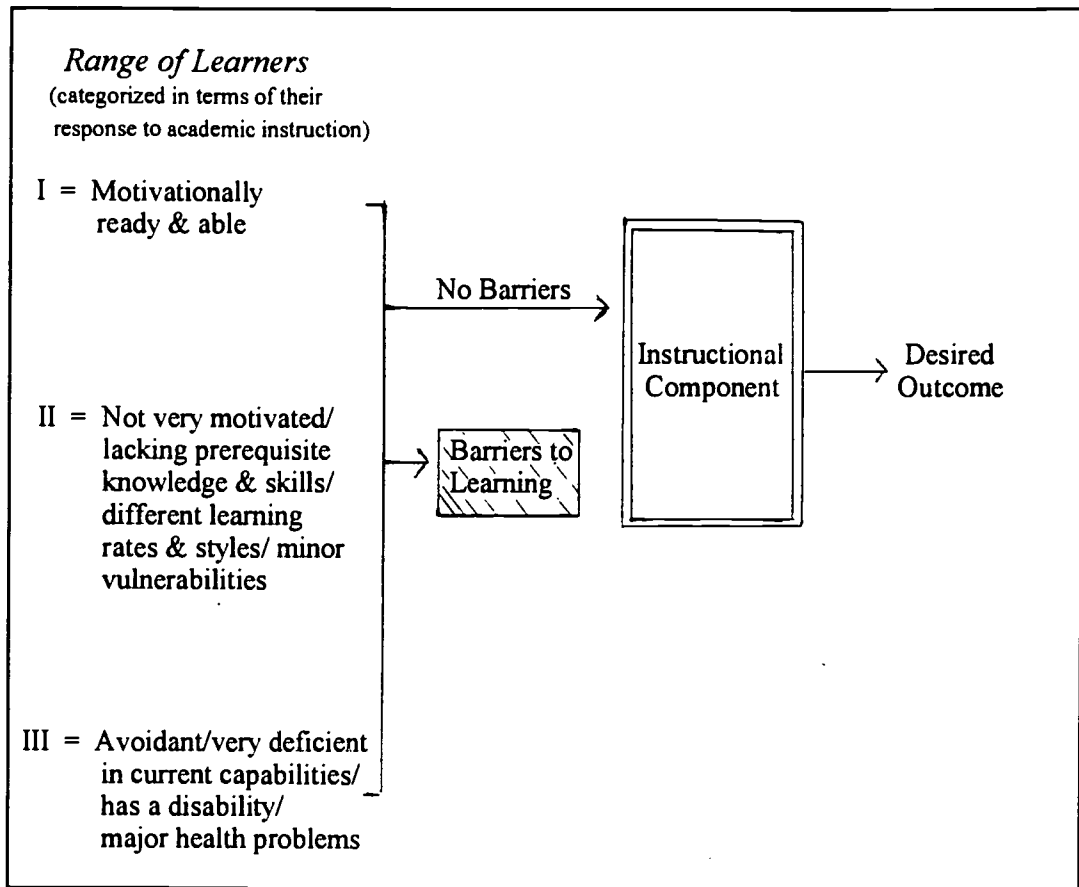 Range of Learners
(categorized in terms of their
response to academic instruction)
I = Motivationally
ready & able
No Barriers
Instructional
Component
Desired
Outcome
II = Not very motivated/
lacking prerequisite
knowledge & skills/
different learning
rates & styles/ minor
vulnerabilities
Barriers to
Learning
III = Avoidant/very deficient
in current capabilities/
has a disability/
major health problems